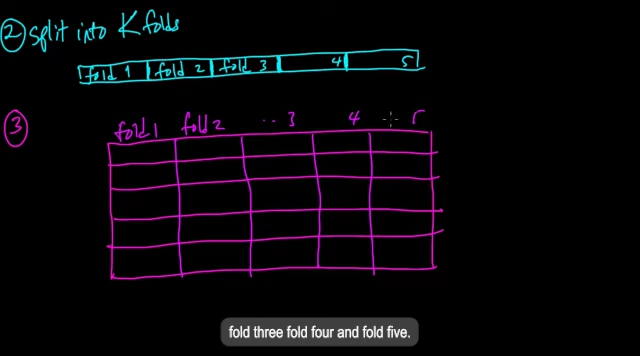 ② split into K folds
fold 1 fold 2 fold 3 4 5
③
fold 1 fold 2 .. 3 4 5
fold three fold four and fold five.